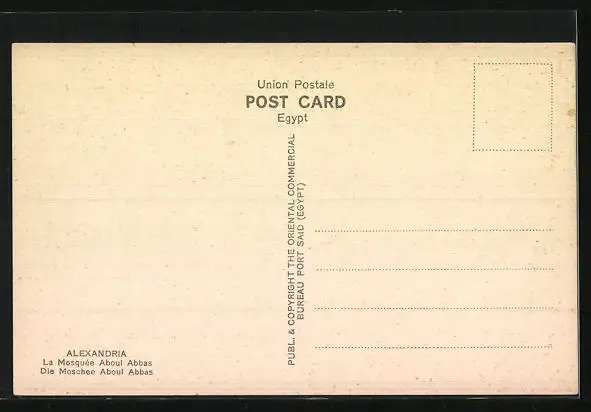 Union Postale
POST CARD
Egypt
PUBL. & COPYRIGHT THE ORIENTAL COMMERCIAL
BUREAU PORT SAID (EGYPT)
ALEXANDRIA
La Mosquée Aboul Abbas
Die Moschee Aboul Abbas